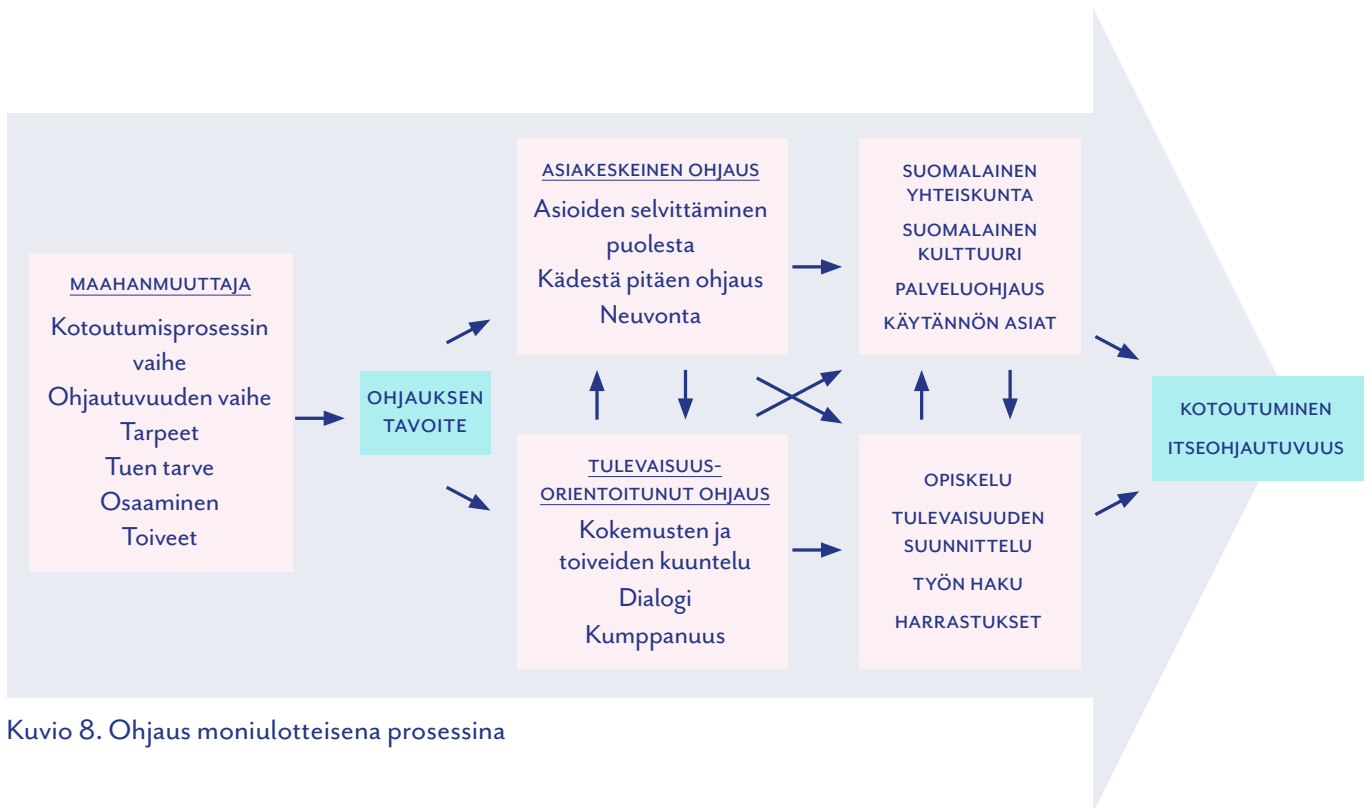 MAAHANMUUTTAJA
Kotoutumisprosessin
vaihe
Ohjautuvuuden vaihe
Tarpeet
Tuen tarve
Osaaminen
Toiveet
OHJAUKSEN
TAVOITE
ASIAKESKEINEN OHJAUS
Asioiden selvittäminen
puolesta
Kädestä pitäen ohjaus
Neuvonta
TULEVAISUUS-
ORIENTOITUNUT OHJAUS
Kokemusten ja
toiveiden kuuntelu
Dialogi
Kumppanuus
SUOMALAINEN
YHTEISKUNTA
SUOMALAINEN
KULTTUURI
PALVELUOHJAUS
KÄYTÄNNÖN ASIAT
OPISKELU
TULEVAISUUDEN
SUUNNITTELU
TYÖN HAKU
HARRASTUKSET
KOTOUTUMINEN
ITSEOHJAUTUVUUS
Kuvio 8. Ohjaus moniulotteisena prosessina